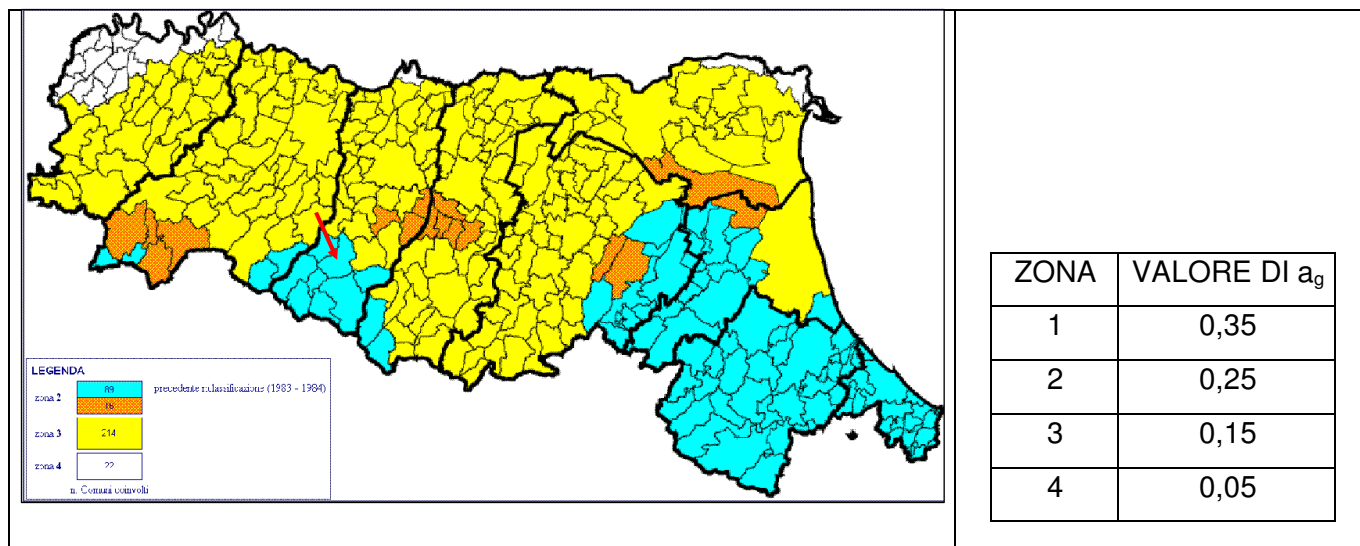 LEGENDA
zona 2
89
16
precedente riclassificazione (1983 - 1984)
zona 3
214
zona 4
22
n. Comuni coinvolti
ZONA VALORE DI ag
1 0,35
2 0,25
3 0,15
4 0,05